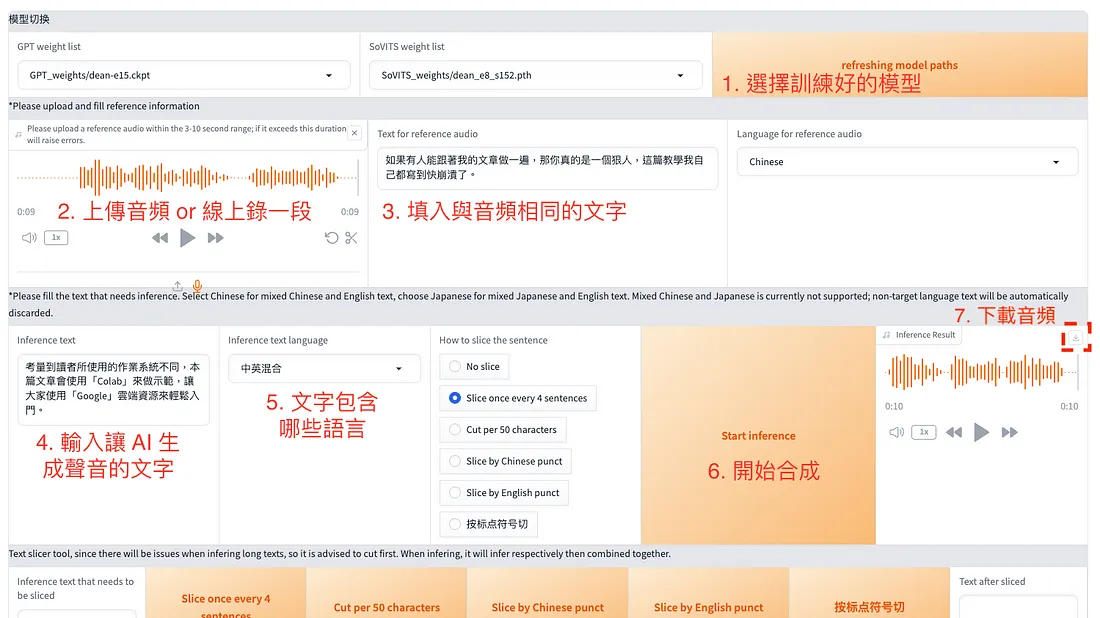 模型切换
GPT weight list
GPT_weights/dean-e15.ckpt
SoVITS weight list
SoVITS_weights/dean_e8_s152.pth
refreshing model paths
1. 選擇訓練好的模型
*Please upload and fill reference information
Please upload a reference audio within the 3-10 second range; if it exceeds this duration,
will raise errors.
0:09
0:09
2. 上傳音頻 or 線上錄一段
1x
Text for reference audio
如果有人能跟著我的文章做一遍，那你真的是一個狠人，這篇教學我自
己都寫到快崩潰了。
3. 填入與音頻相同的文字
Language for reference audio
Chinese
*Please fill the text that needs inference. Select Chinese for mixed Chinese and English text, choose Japanese for mixed Japanese and English text. Mixed Chinese and Japanese is currently not supported; non-target language text will be automatically
discarded.
Inference text
考量到讀者所使用的作業系統不同，本
篇文章會使用「Colab」來做示範，讓
大家使用「Google」雲端資源來輕鬆入
門。
4. 輸入讓 AI 生
成聲音的文字
Inference text language
中英混合
5. 文字包含
哪些語言
How to slice the sentence
No slice
Slice once every 4 sentences
Cut per 50 characters
Slice by Chinese punct
Slice by English punct
按标点符号切
Start inference
6. 開始合成
7. 下載音頻
Inference Result
0:10
0:10
1x
Text slicer tool, since there will be issues when infering long texts, so it is advised to cut first. When infering, it will infer respectively then combined together.
Inference text that needs to
be sliced
Slice once every 4
sentences
Cut per 50 characters
Slice by Chinese punct
Slice by English punct
按标点符号切
Text after sliced